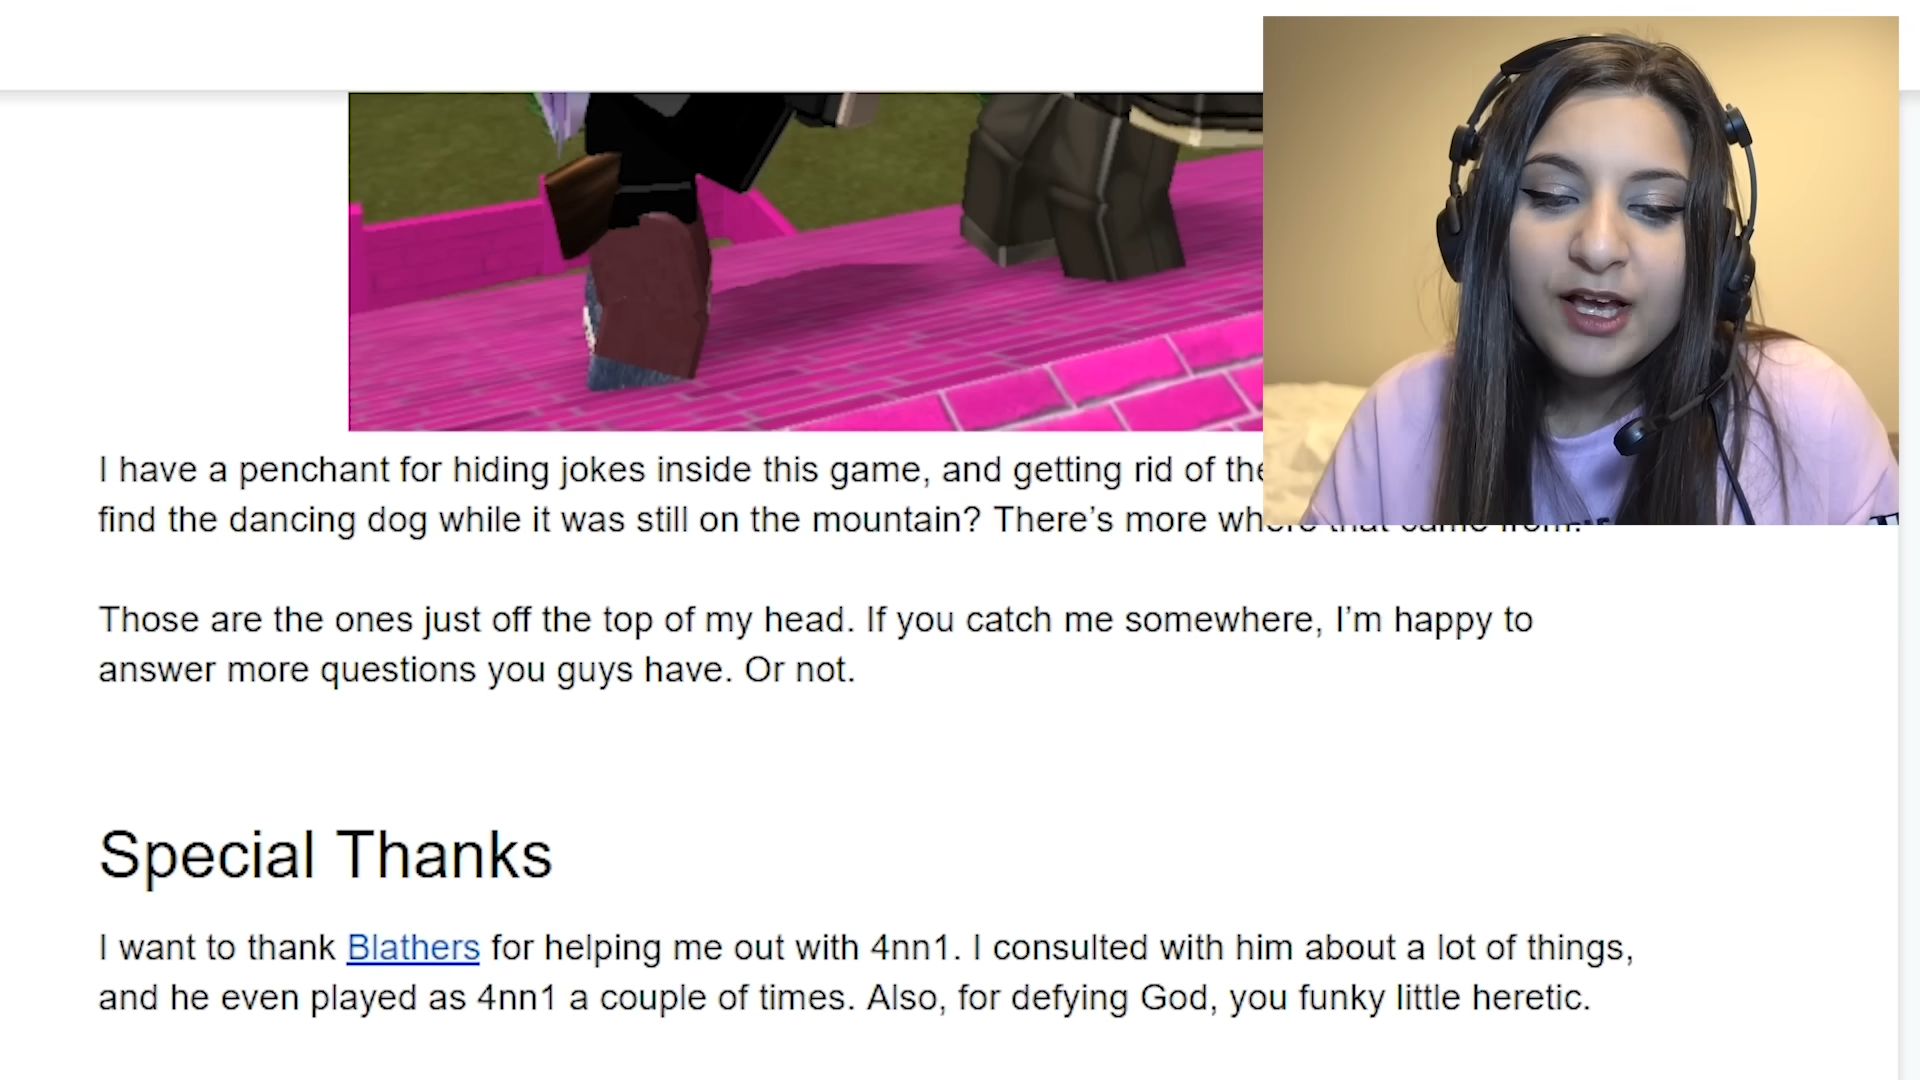 I have a penchant for hiding jokes inside this game, and getting rid of the
find the dancing dog while it was still on the mountain? There's more where that came from.
Those are the ones just off the top of my head. If you catch me somewhere, I'm happy to
answer more questions you guys have. Or not.
Special Thanks
I want to thank Blathers for helping me out with 4nn1. I consulted with him about a lot of things,
and he even played as 4nn1 a couple of times. Also, for defying God, you funky little heretic.